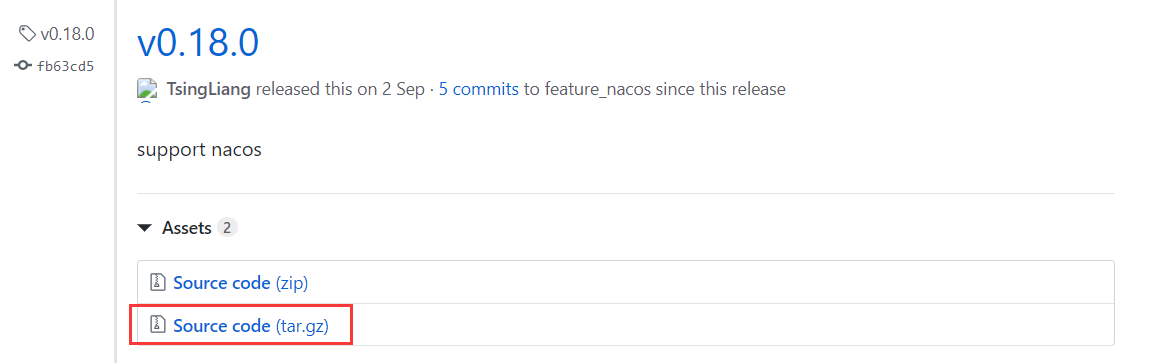 v0.18.0
fb63cd5
v0.18.0
TsingLiang released this on 2 Sep · 5 commits to feature_nacos since this release
support nacos
Assets 2
Source code (zip)
Source code (tar.gz)